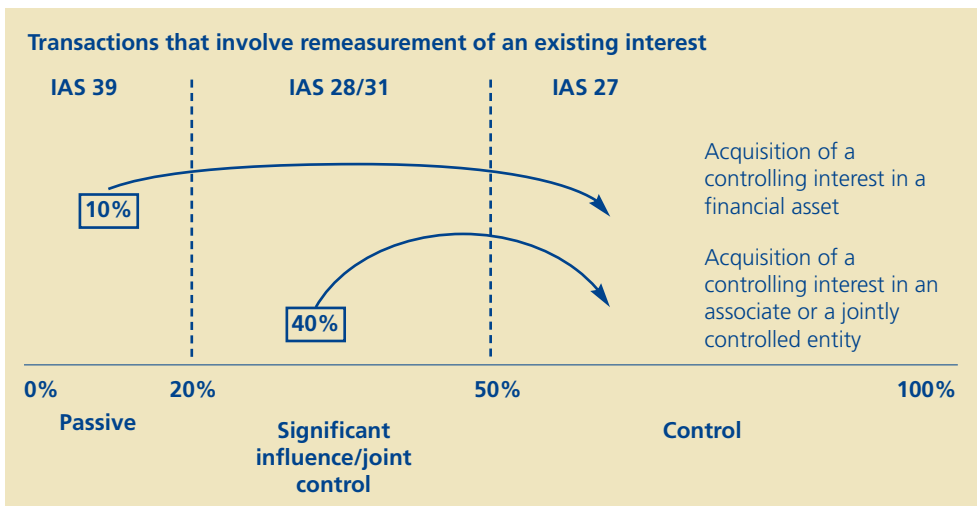 Transactions that involve remeasurement of an existing interest
IAS 39
IAS 28/31
IAS 27
Acquisition of a
controlling interest in a
financial asset
10%
Acquisition of a
controlling interest in an
associate or a jointly
controlled entity
40%
0%
20%
50%
100%
Passive
Significant
influence/joint
control
Control